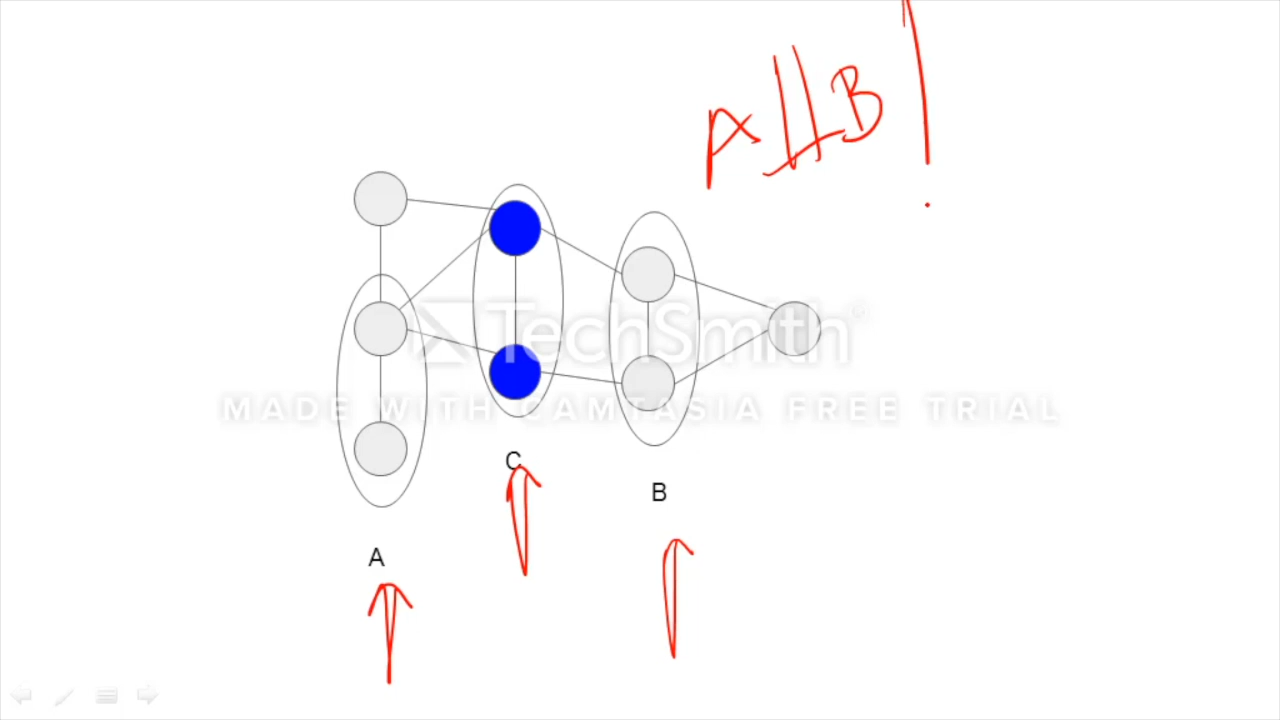 A⫫B |
TechSmith®
MADE WITH CAMTASIA FREE TRIAL
C
B
A